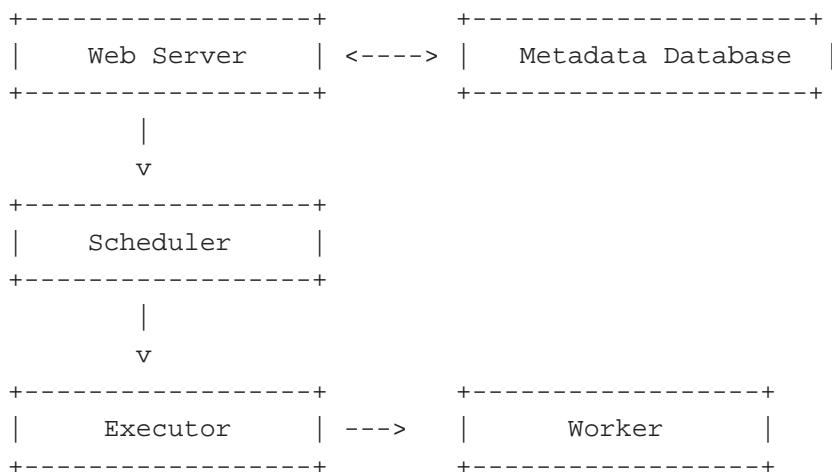 +------------------+        +---------------------+
|    Web Server    | <----> |   Metadata Database |
+------------------+        +---------------------+
        |
        v
+------------------+
|    Scheduler     |
+------------------+
        |
        v
+------------------+        +------------------+
|     Executor     | --->   |      Worker      |
+------------------+        +------------------+